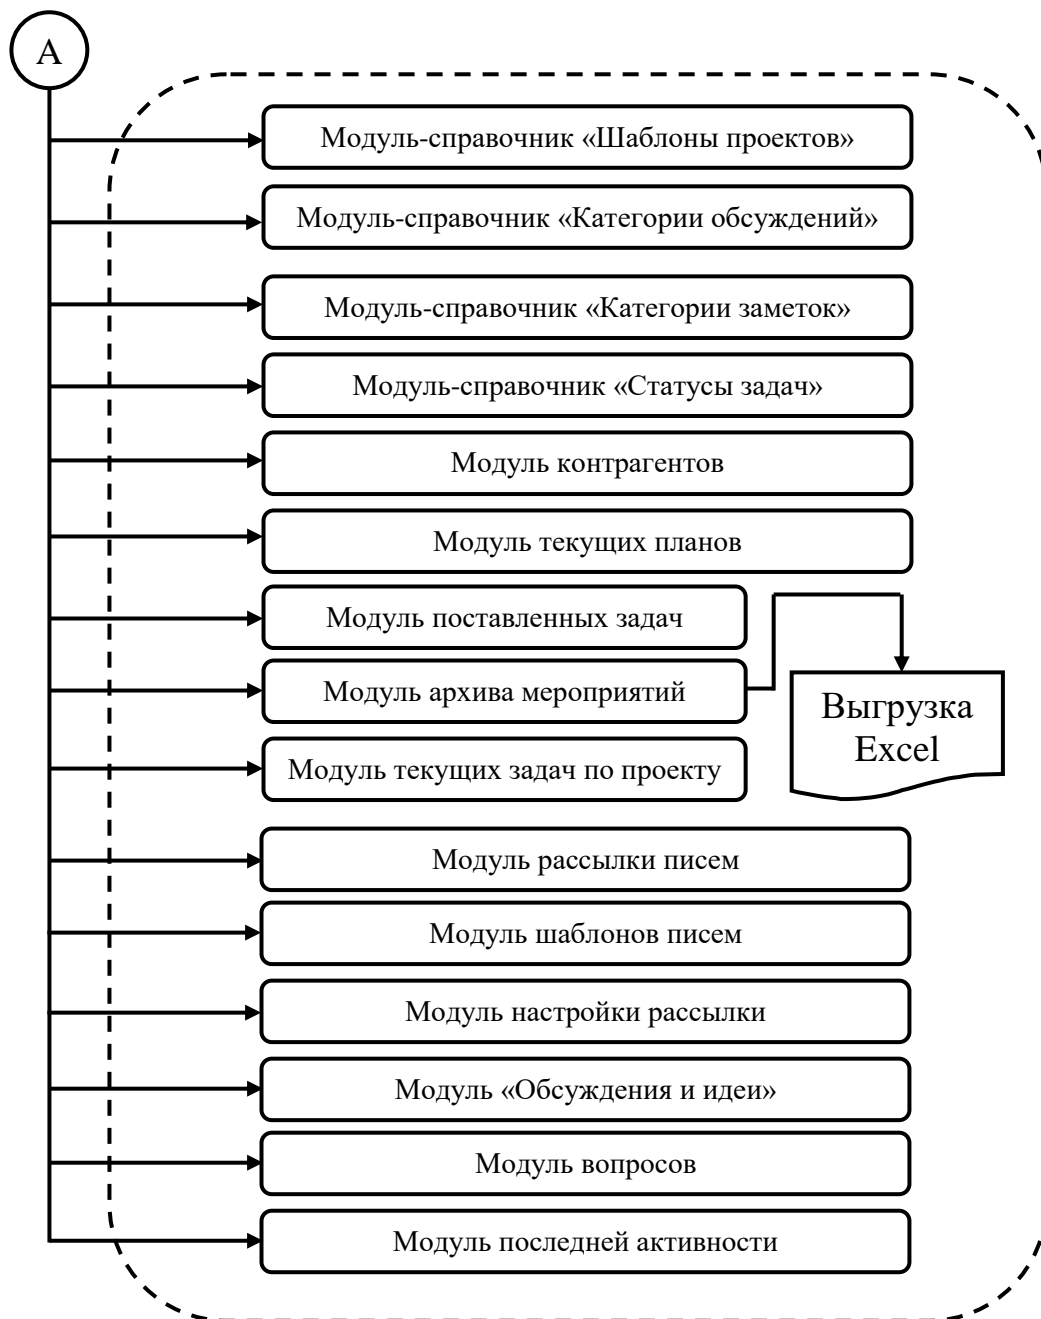 А
Модуль-справочник «Шаблоны проектов»
Модуль-справочник «Категории обсуждений»
Модуль-справочник «Категории заметок»
Модуль-справочник «Статусы задач»
Модуль контрагентов
Модуль текущих планов
Модуль поставленных задач
Модуль архива мероприятий
Выгрузка
Excel
Модуль текущих задач по проекту
Модуль рассылки писем
Модуль шаблонов писем
Модуль настройки рассылки
Модуль «Обсуждения и идеи»
Модуль вопросов
Модуль последней активности